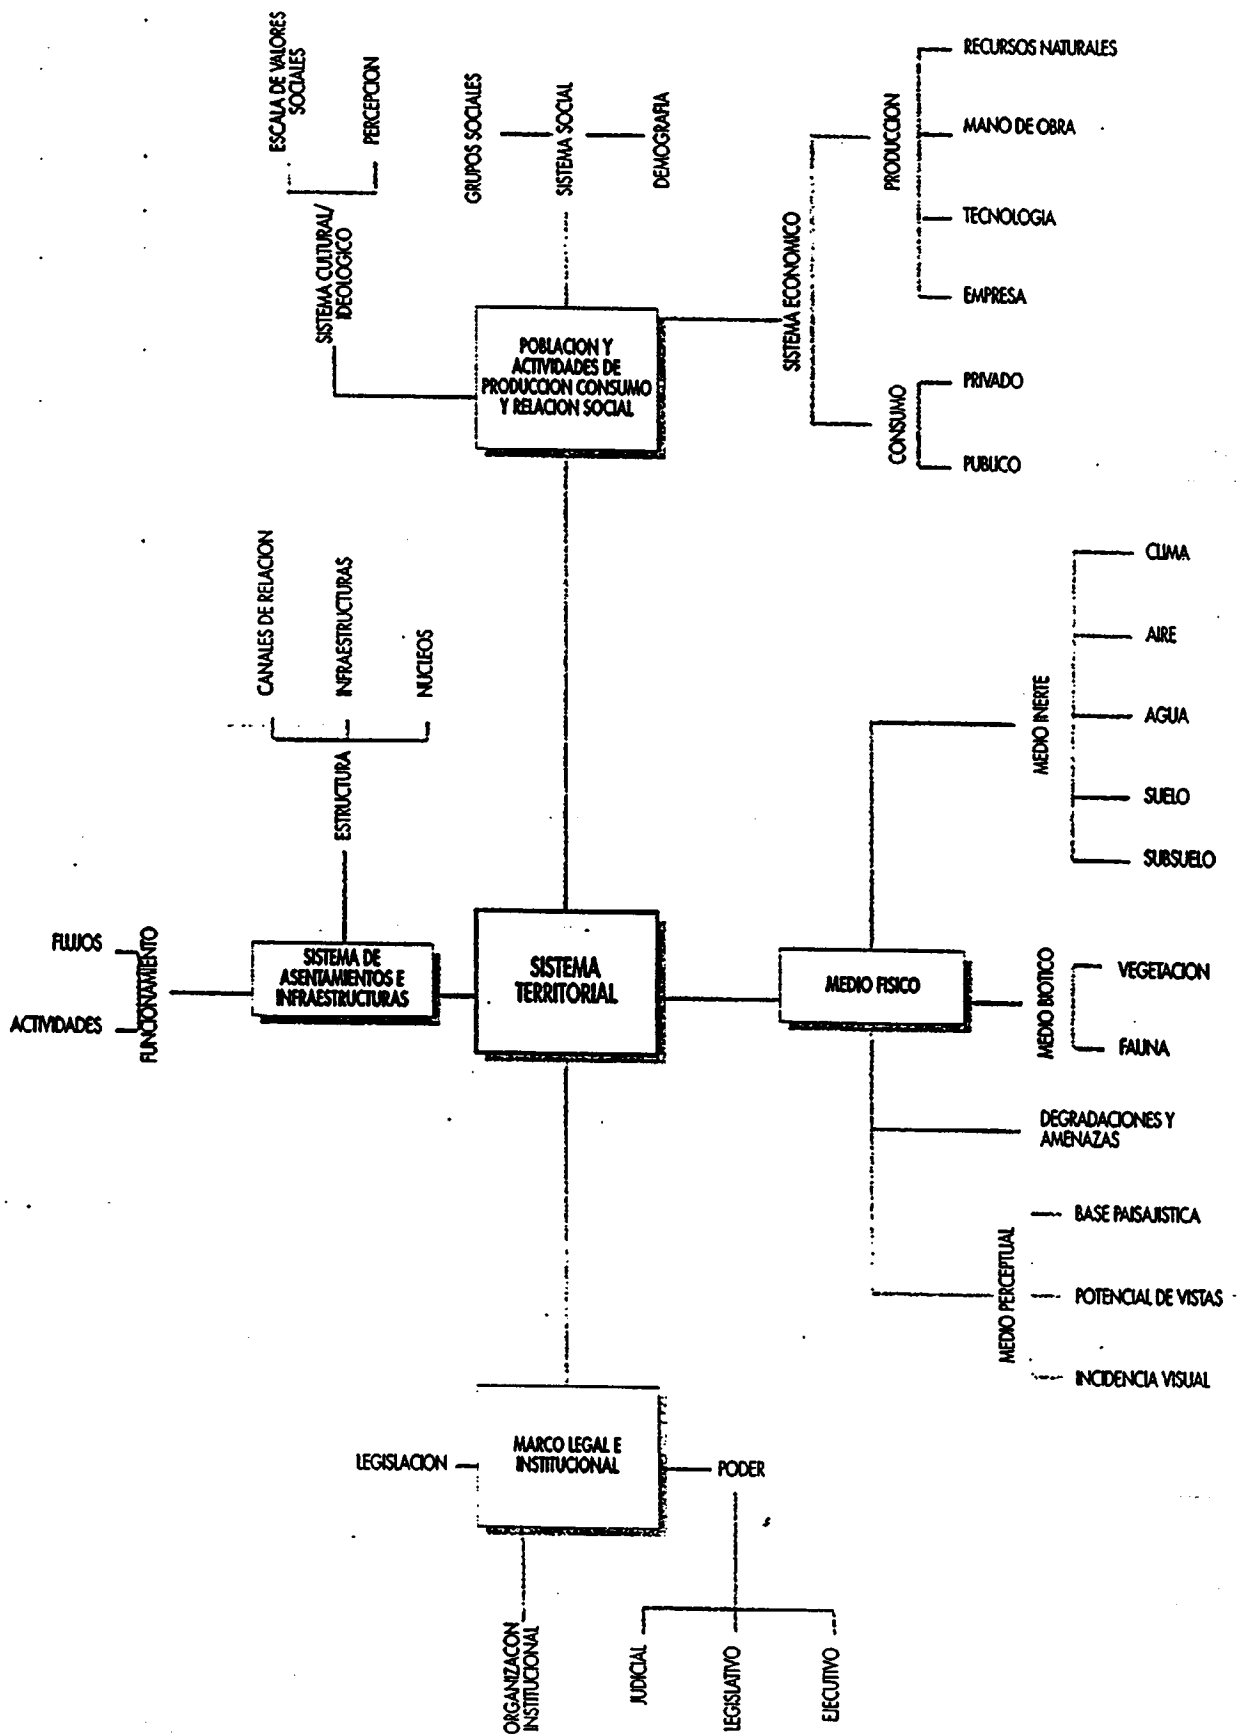 ESCALA DE VALORES
SOCIALES
PERCEPCION
SISTEMA CULTURAL/
IDEOLOGICO
GRUPOS SOCIALES
SISTEMA SOCIAL
DEMOGRAFIA
POBLACION Y
ACTIVIDADES DE
PRODUCCION CONSUMO
Y RELACION SOCIAL
SISTEMA ECONOMICO
PRODUCCION
RECURSOS NATURALES
MANO DE OBRA
TECNOLOGIA
EMPRESA
CONSUMO
PRIVADO
PUBLICO
CANALES DE RELACION
INFRAESTRUCTURAS
NUCLEOS
ESTRUCTURA
FLUJOS
ACTIVIDADES
FUNCIONAMIENTO
SISTEMA DE
ASENTAMIENTOS E
INFRAESTRUCTURAS
SISTEMA
TERRITORIAL
MEDIO FISICO
MEDIO INERTE
CLIMA
AIRE
AGUA
SUELO
SUBSUELO
MEDIO BIOTICO
VEGETACION
FAUNA
DEGRADACIONES Y
AMENAZAS
MEDIO PERCEPTUAL
BASE PAISAJISTICA
POTENCIAL DE VISTAS
INCIDENCIA VISUAL
MARCO LEGAL E
INSTITUCIONAL
LEGISLACION
PODER
ORGANIZACON
INSTITUCIONAL
JUDICIAL
LEGISLATIVO
EJECUTIVO